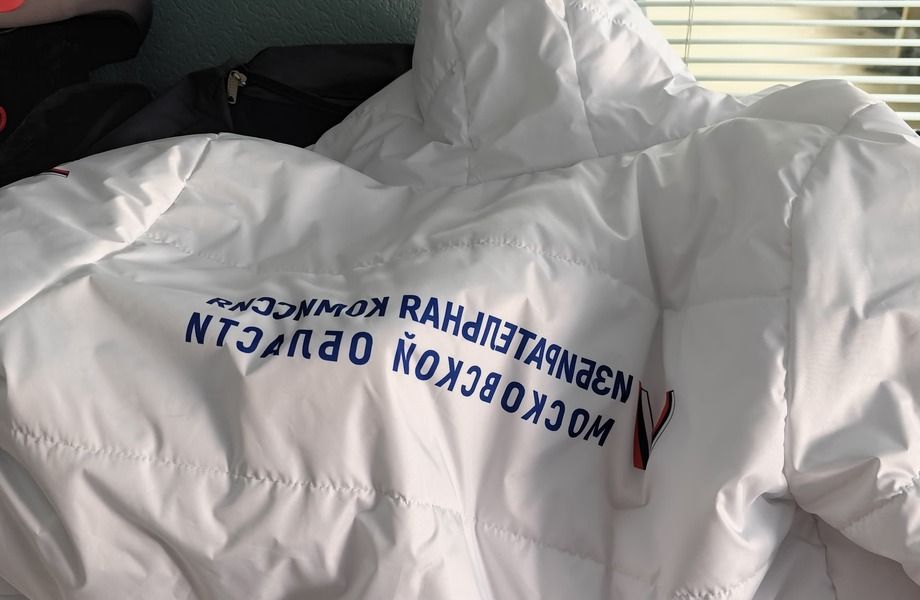 ИЗБИРАТЕЛЬНАЯ КОМИССИЯ
МОСКОВСКОЙ ОБЛАСТИ